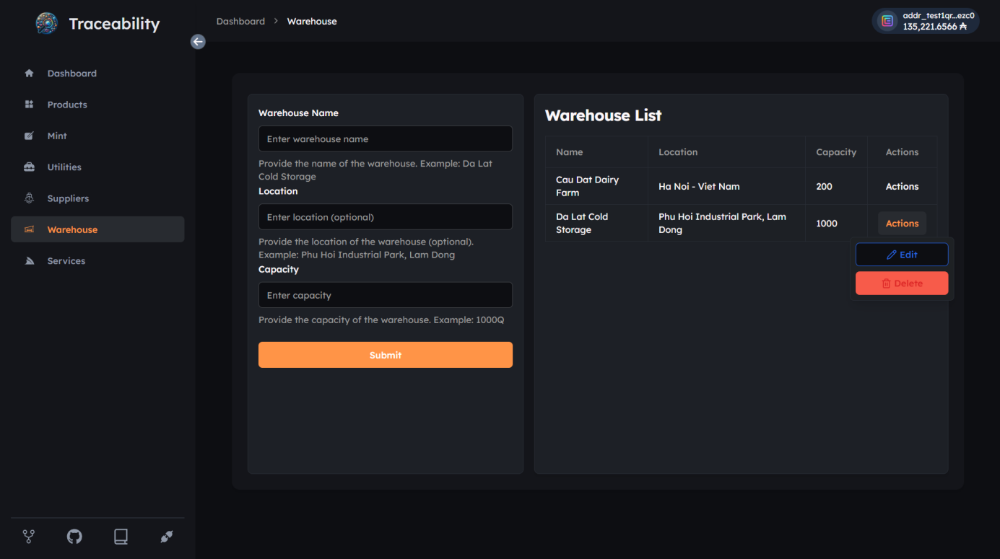 Traceability
Dashboard
Products
Mint
Utilities
Suppliers
Warehouse
Services
Dashboard > Warehouse
addr_test1qr...ezc0
135,221.6566 ₳
Warehouse Name
Enter warehouse name
Provide the name of the warehouse. Example: Da Lat
Cold Storage
Location
Enter location (optional)
Provide the location of the warehouse (optional).
Example: Phu Hoi Industrial Park, Lam Dong
Capacity
Enter capacity
Provide the capacity of the warehouse. Example: 1000Q
Submit
Warehouse List
Name Location Capacity Actions
Cau Dat Dairy
Farm
Ha Noi - Viet Nam
200
Actions
Da Lat Cold
Storage
Phu Hoi Industrial Park, Lam
Dong
1000
Actions
Edit
Delete